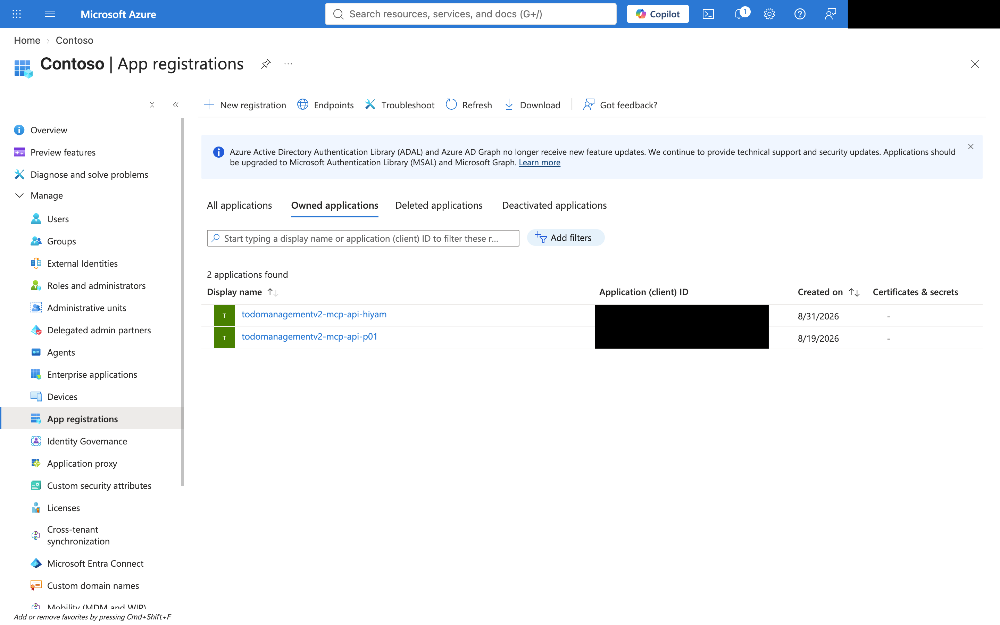 Microsoft Azure
Search resources, services, and docs (G+/)
Copilot
1
Home > Contoso
Contoso | App registrations
...
New registration
Endpoints
Troubleshoot
Refresh
Download
Got feedback?
Overview
Preview features
Diagnose and solve problems
Manage
Users
Groups
External Identities
Roles and administrators
Administrative units
Delegated admin partners
Agents
Enterprise applications
Devices
App registrations
Identity Governance
Application proxy
Custom security attributes
Licenses
Cross-tenant
synchronization
Microsoft Entra Connect
Custom domain names
Mobility (MDM and WIP)
Add or remove favorites by pressing Cmd+Shift+F
Azure Active Directory Authentication Library (ADAL) and Azure AD Graph no longer receive new feature updates. We continue to provide technical support and security updates. Applications should
be upgraded to Microsoft Authentication Library (MSAL) and Microsoft Graph. Learn more
All applications
Owned applications
Deleted applications
Deactivated applications
Start typing a display name or application (client) ID to filter these r...
Add filters
2 applications found
Display name ↑↓ Application (client) ID Created on ↑↓ Certificates & secrets
T todomanagementv2-mcp-api-hiyam 8/31/2026 -
T todomanagementv2-mcp-api-p01 8/19/2026 -